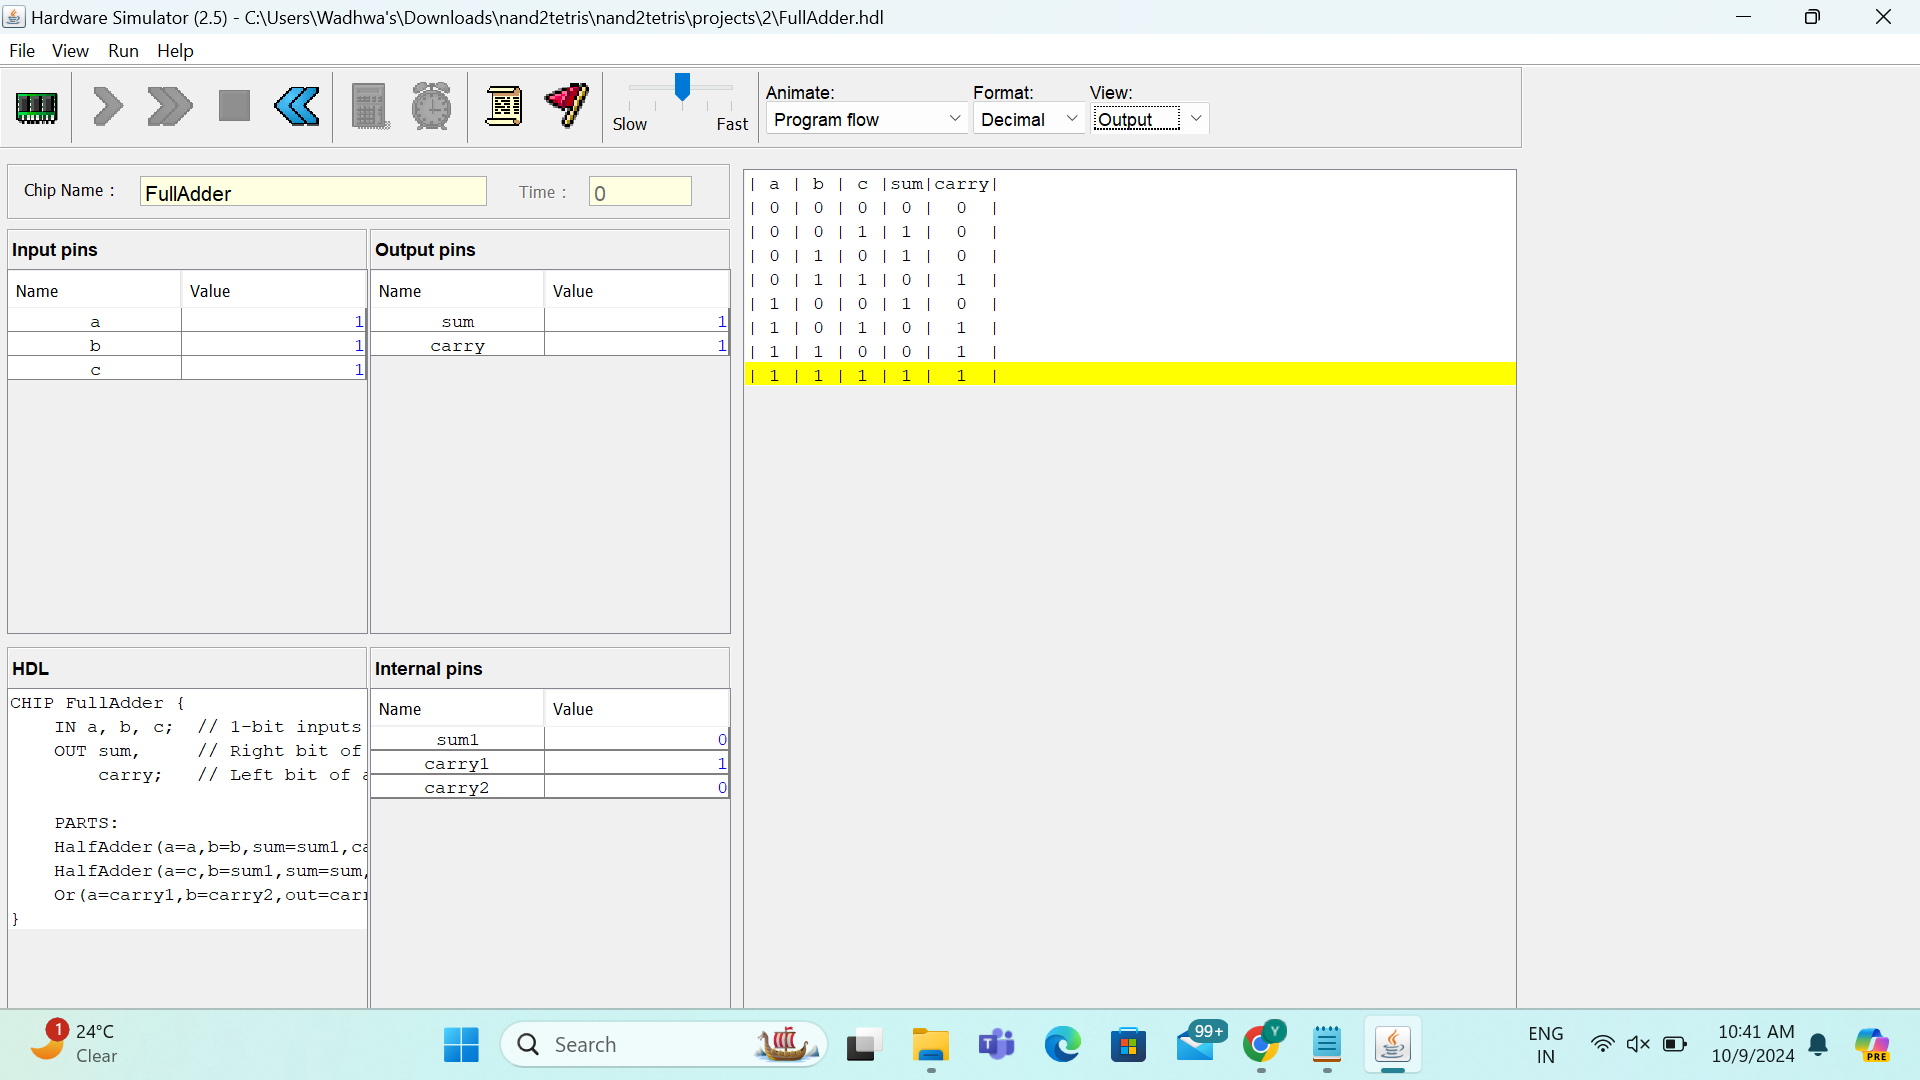 Hardware Simulator (2.5) - C:\Users\Wadhwa's\Downloads\nand2tetris\nand2tetris\projects\2\FullAdder.hdl
File View Run Help
Slow Fast
Animate: Format: View:
Program flow Decimal Output
Chip Name : FullAdder Time : 0
Input pins
Name Value
a 1
b 1
c 1
Output pins
Name Value
sum 1
carry 1
| a | b | c |sum|carry|
| 0 | 0 | 0 | 0 | 0 |
| 0 | 0 | 1 | 1 | 0 |
| 0 | 1 | 0 | 1 | 0 |
| 0 | 1 | 1 | 0 | 1 |
| 1 | 0 | 0 | 1 | 0 |
| 1 | 0 | 1 | 0 | 1 |
| 1 | 1 | 0 | 0 | 1 |
| 1 | 1 | 1 | 1 | 1 |
HDL
CHIP FullAdder {
IN a, b, c; // 1-bit inputs
OUT sum, // Right bit of
carry; // Left bit of a
PARTS:
HalfAdder(a=a,b=b,sum=sum1,ca
HalfAdder(a=c,b=sum1,sum=sum,
Or(a=carry1,b=carry2,out=carr
}
Internal pins
Name Value
sum1 0
carry1 1
carry2 0
1
24°C
Clear
Search
99+
Y
ENG
IN
10:41 AM
10/9/2024
PRE